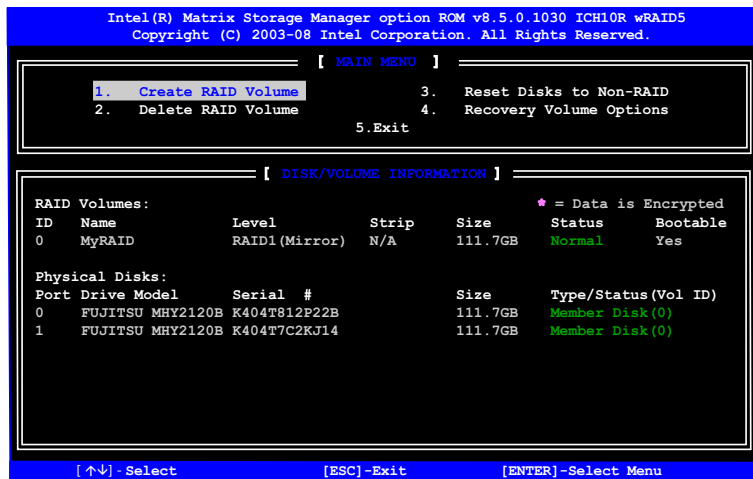 Intel(R) Matrix Storage Manager option ROM v8.5.0.1030 ICH10R wRAID5
Copyright (C) 2003-08 Intel Corporation. All Rights Reserved.
[ MAIN MENU ]
1. Create RAID Volume 3. Reset Disks to Non-RAID
2. Delete RAID Volume 4. Recovery Volume Options
5.Exit
[ DISK/VOLUME INFORMATION ]
RAID Volumes: * = Data is Encrypted
ID Name Level Strip Size Status Bootable
0 MyRAID RAID1(Mirror) N/A 111.7GB Normal Yes
Physical Disks:
Port Drive Model Serial # Size Type/Status(Vol ID)
0 FUJITSU MHY2120B K404T812P22B 111.7GB Member Disk(0)
1 FUJITSU MHY2120B K404T7C2KJ14 111.7GB Member Disk(0)
[↑↓]-Select [ESC]-Exit [ENTER]-Select Menu